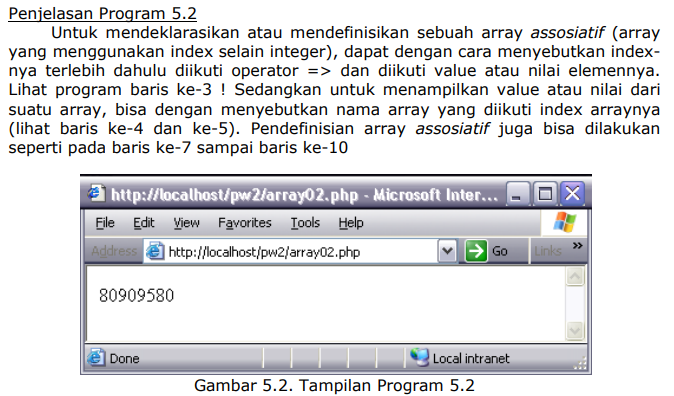 Penjelasan Program 5.2
Untuk mendeklarasikan atau mendefinisikan sebuah array assosiatif (array
yang menggunakan index selain integer), dapat dengan cara menyebutkan index-
nya terlebih dahulu diikuti operator => dan diikuti value atau nilai elemennya.
Lihat program baris ke-3 ! Sedangkan untuk menampilkan value atau nilai dari
suatu array, bisa dengan menyebutkan nama array yang diikuti index arraynya
(lihat baris ke-4 dan ke-5). Pendefinisian array assosiatif juga bisa dilakukan
seperti pada baris ke-7 sampai baris ke-10
http://localhost/pw2/array02.php - Microsoft Inter...
File Edit View Favorites Tools Help
Address http://localhost/pw2/array02.php Go Links »
80909580
Done Local intranet
Gambar 5.2. Tampilan Program 5.2